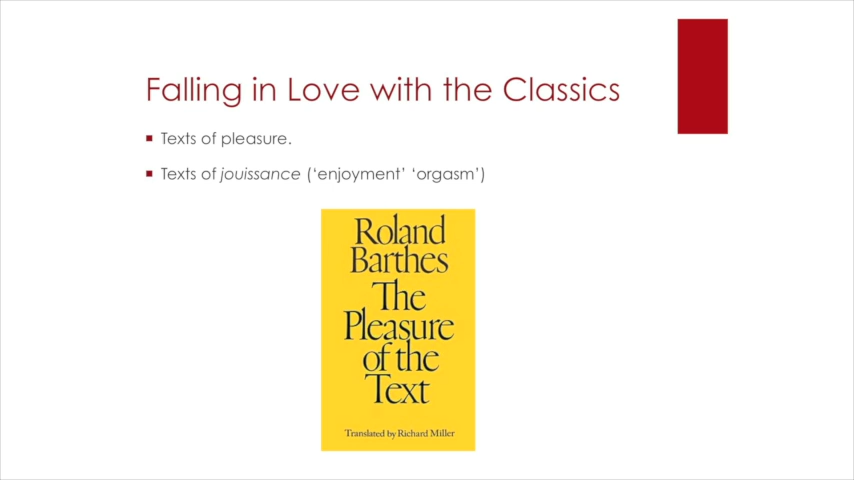 Falling in Love with the Classics
Texts of pleasure.
Texts of jouissance (‘enjoyment’ ‘orgasm’)
Roland
Barthes
The
Pleasure
of the
Text
Translated by Richard Miller